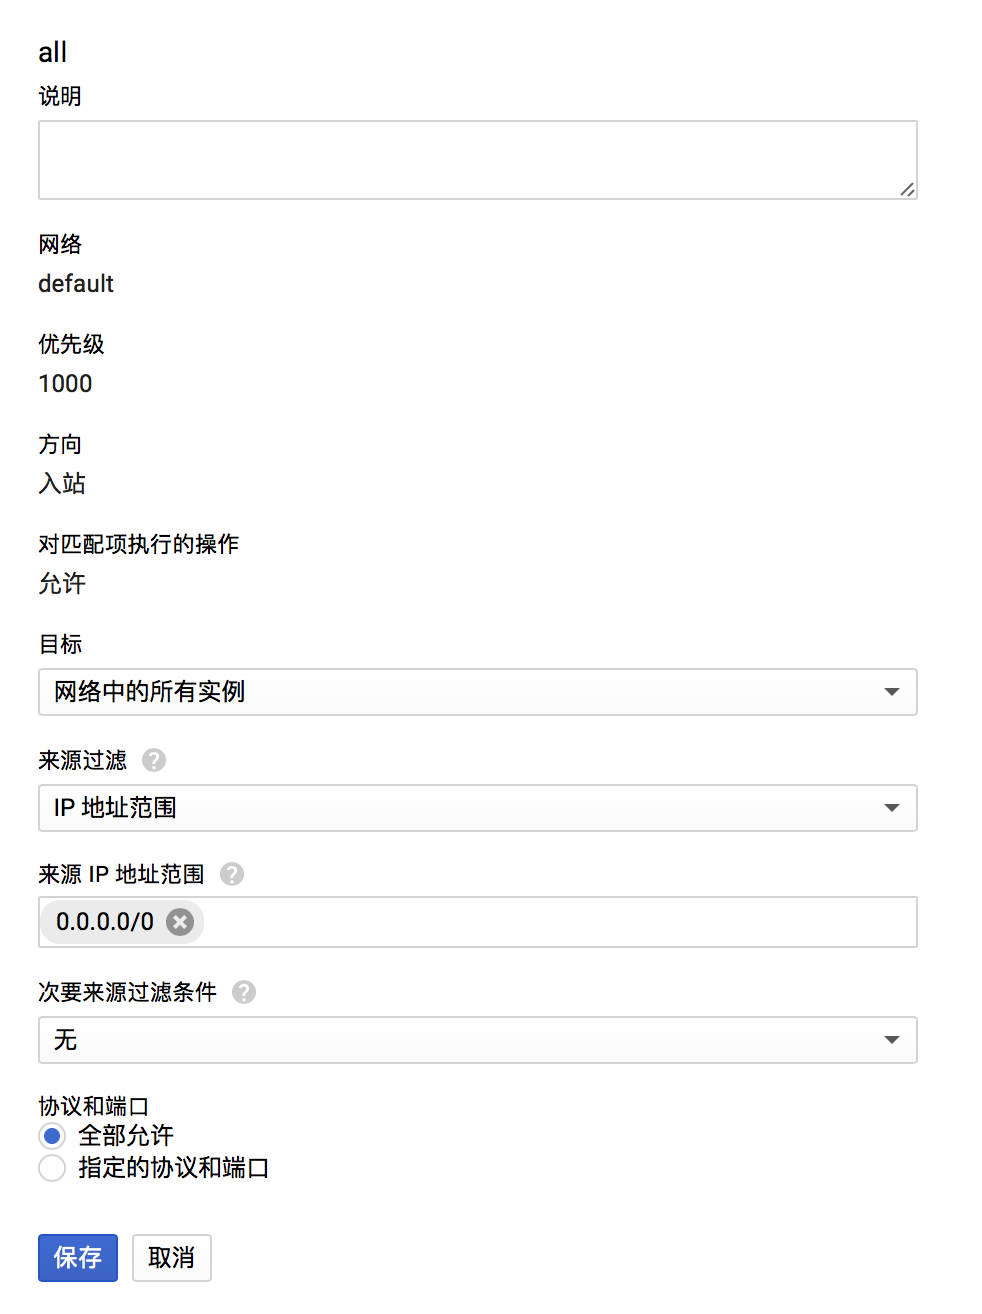 all
说明
网络
default
优先级
1000
方向
入站
对匹配项执行的操作
允许
目标
网络中的所有实例
来源过滤
IP 地址范围
来源 IP 地址范围
0.0.0.0/0
次要来源过滤条件
无
协议和端口
全部允许
指定的协议和端口
保存 取消